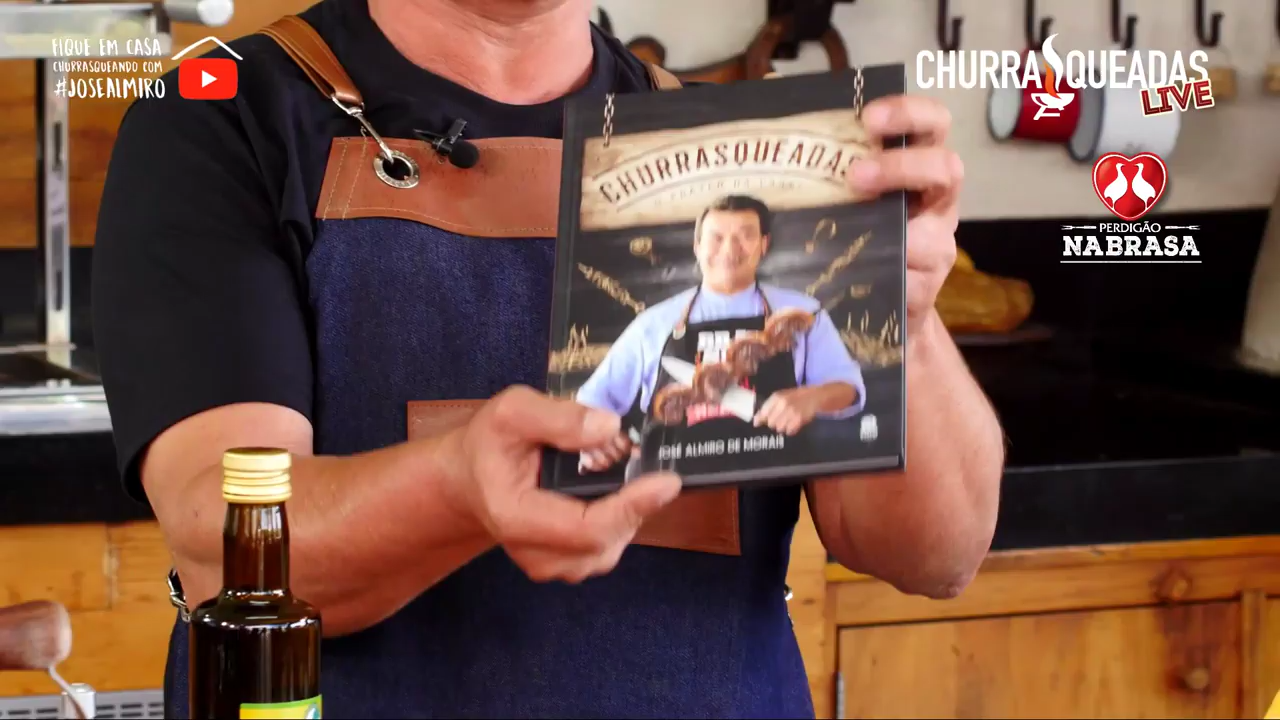 FIQUE EM CASA
CHURRASQUEANDO COM
#JOSEALMIRO
CHURRASQUEADAS
LIVE
PERDIGÃO
NABRASA
CHURRASQUEADAS
JOSÉ ALMIRO DE MORAIS